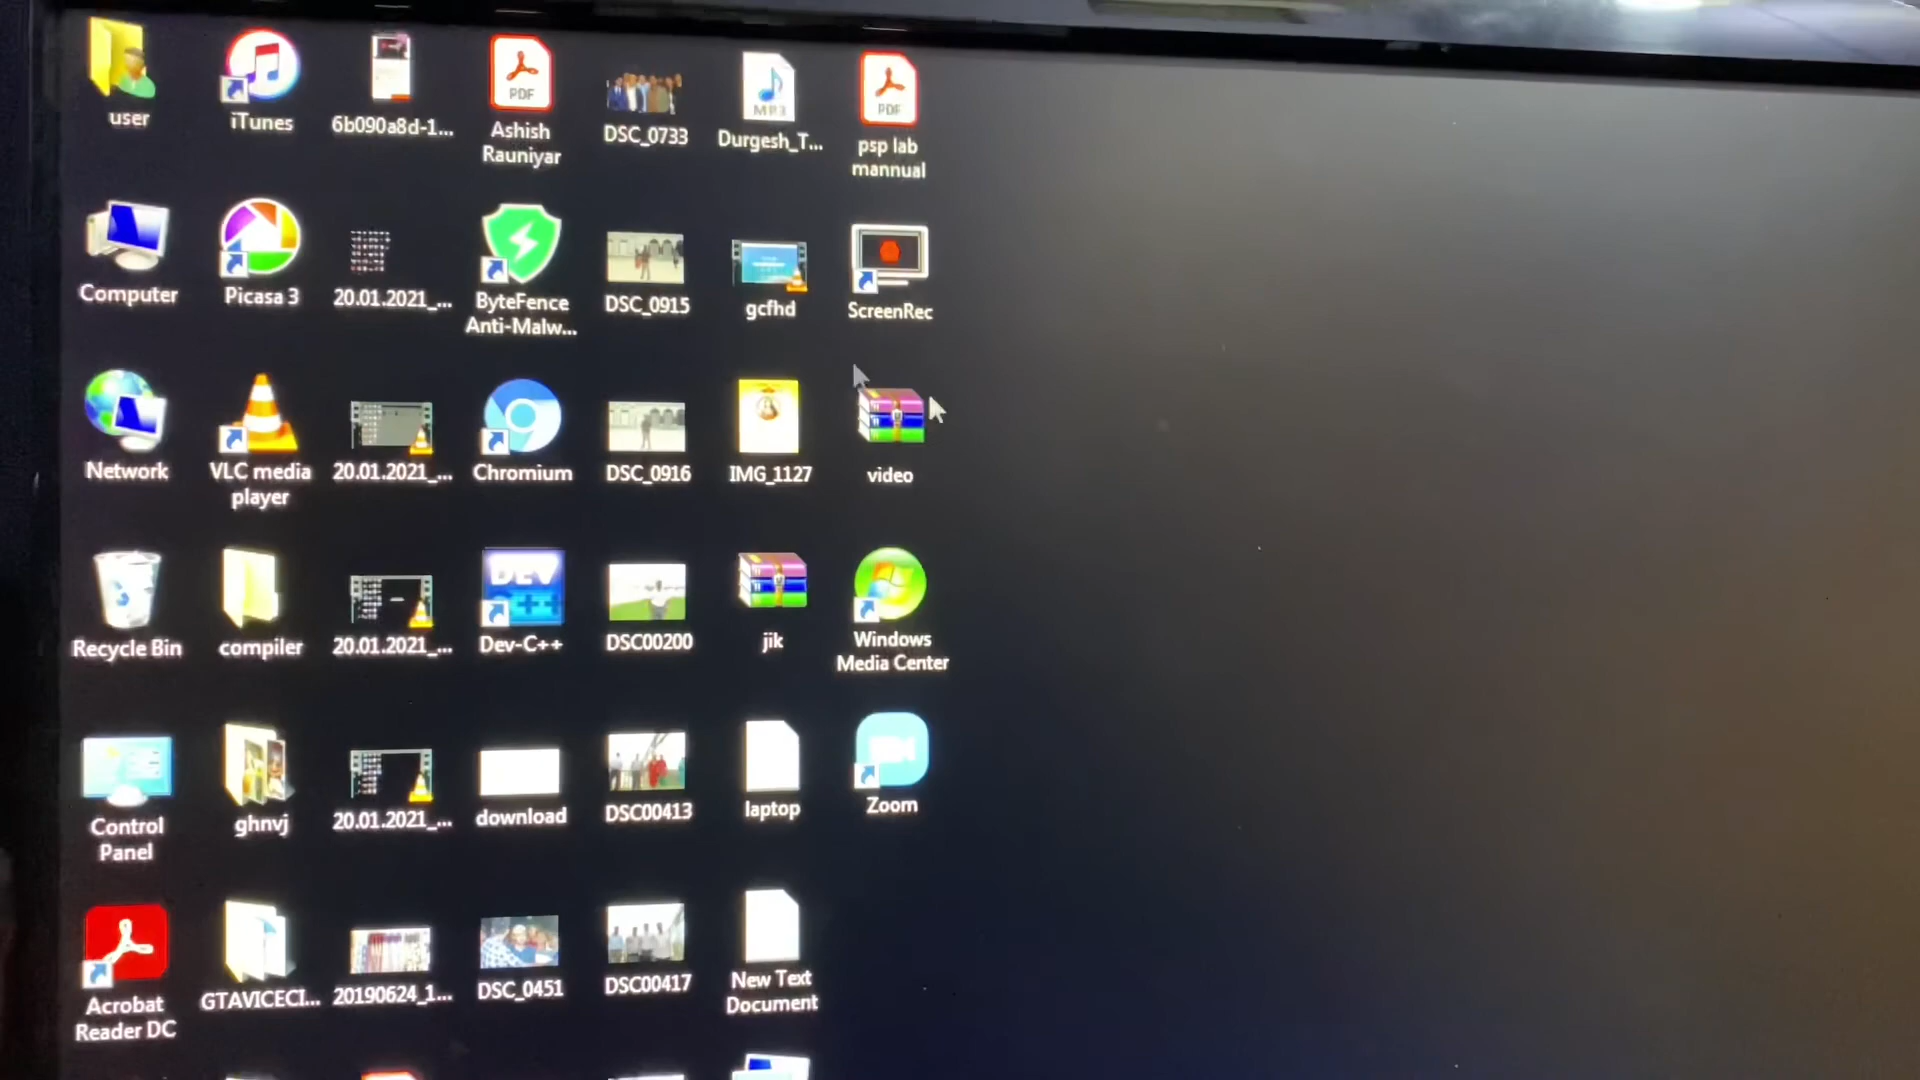 user
iTunes
6b090a8d-1...
PDF
Ashish
Rauniyar
DSC_0733
MP3
Durgesh_T...
PDF
psp lab
mannual
Computer
Picasa 3
20.01.2021_...
ByteFence
Anti-Malw...
DSC_0915
gcfhd
ScreenRec
Network
VLC media
player
20.01.2021_...
Chromium
DSC_0916
IMG_1127
video
Recycle Bin
compiler
20.01.2021_...
DEV
C++
Dev-C++
DSC00200
jik
Windows
Media Center
Control
Panel
ghnvj
20.01.2021_...
download
DSC00413
laptop
Zoom
Acrobat
Reader DC
GTAVICECI...
20190624_1...
DSC_0451
DSC00417
New Text
Document